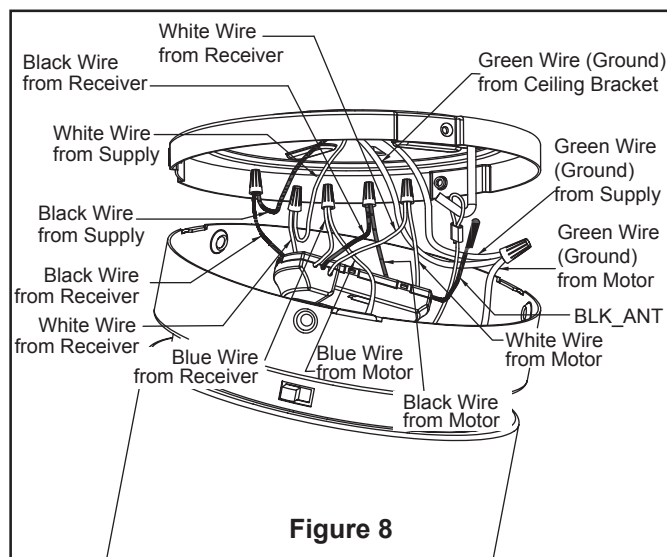 White Wire
from Receiver
Black Wire
from Receiver
Green Wire (Ground)
from Ceiling Bracket
White Wire
from Supply
Green Wire
(Ground)
from Supply
Black Wire
from Supply
Green Wire
(Ground)
from Motor
Black Wire
from Receiver
BLK_ANT
White Wire
from Receiver
White Wire
from Motor
Blue Wire
from Receiver
Blue Wire
from Motor
Black Wire
from Motor
Figure 8